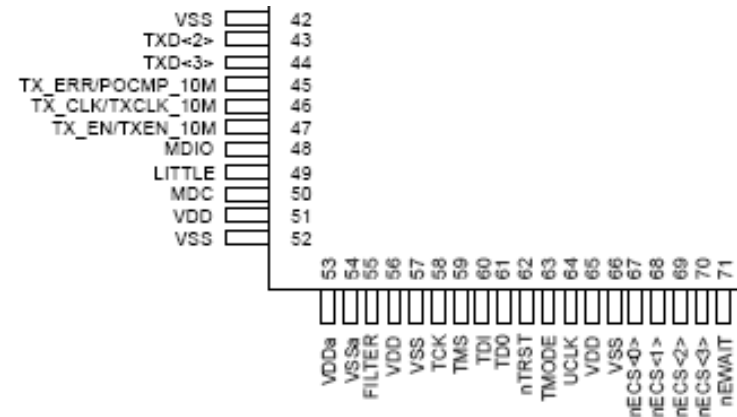 VSS 42
TXD<2> 43
TXD<3> 44
TX_ERR/POCMP_10M 45
TX_CLK/TXCLK_10M 46
TX_EN/TXEN_10M 47
MDIO 48
LITTLE 49
MDC 50
VDD 51
VSS 52
53 VDDa
54 VSSa
55 FILTER
56 VDD
57 VSS
58 TCK
59 TMS
60 TDI
61 TD0
62 nTRST
63 TMODE
64 UCLK
65 VDD
66 VSS
67 nECS<0>
68 nECS<1>
69 nECS<2>
70 nECS<3>
71 nEWAIT